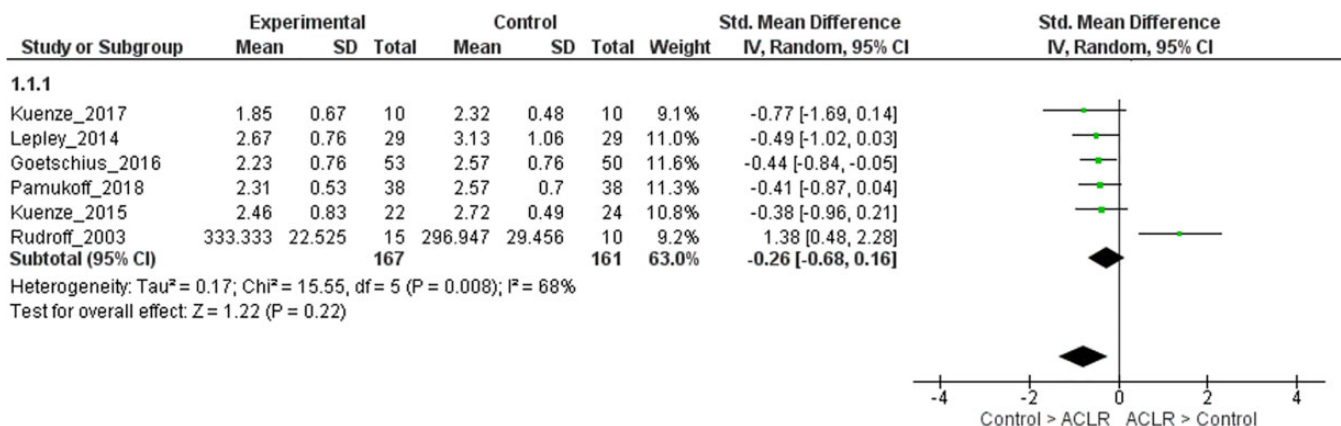 Experimental Control Std. Mean Difference Std. Mean Difference
Study or Subgroup Mean SD Total Mean SD Total Weight IV, Random, 95% CI IV, Random, 95% CI
1.1.1
Kuenze_2017 1.85 0.67 10 2.32 0.48 10 9.1% -0.77 [-1.69, 0.14]
Lepley_2014 2.67 0.76 29 3.13 1.06 29 11.0% -0.49 [-1.02, 0.03]
Goetschius_2016 2.23 0.76 53 2.57 0.76 50 11.6% -0.44 [-0.84, -0.05]
Pamukoff_2018 2.31 0.53 38 2.57 0.7 38 11.3% -0.41 [-0.87, 0.04]
Kuenze_2015 2.46 0.83 22 2.72 0.49 24 10.8% -0.38 [-0.96, 0.21]
Rudroff_2003 333.333 22.525 15 296.947 29.456 10 9.2% 1.38 [0.48, 2.28]
Subtotal (95% CI) 167 161 63.0% -0.26 [-0.68, 0.16]
Heterogeneity: Tau² = 0.17; Chi² = 15.55, df = 5 (P = 0.008); I² = 68%
Test for overall effect: Z = 1.22 (P = 0.22)
-4 -2 0 2 4
Control > ACLR ACLR > Control